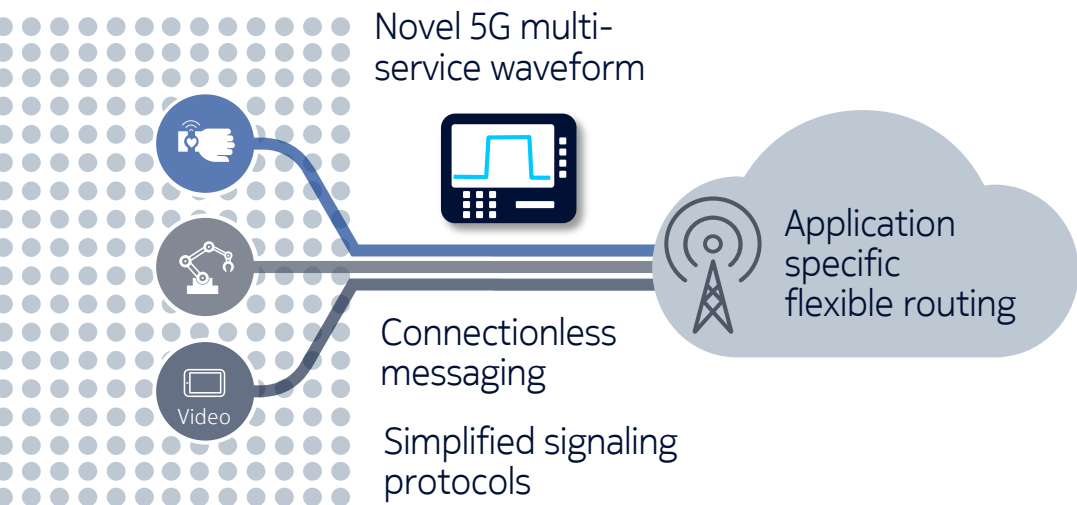 Novel 5G multi-
service waveform
Application
specific
flexible routing
Connectionless
messaging
Video
Simplified signaling
protocols